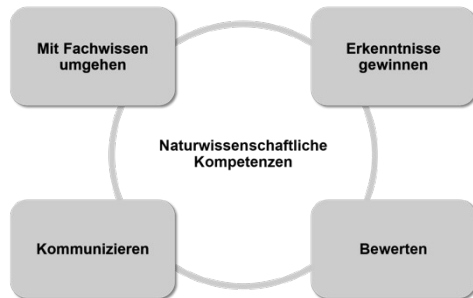 Mit Fachwissen
umgehen
Erkenntnisse
gewinnen
Naturwissenschaftliche
Kompetenzen
Kommunizieren
Bewerten